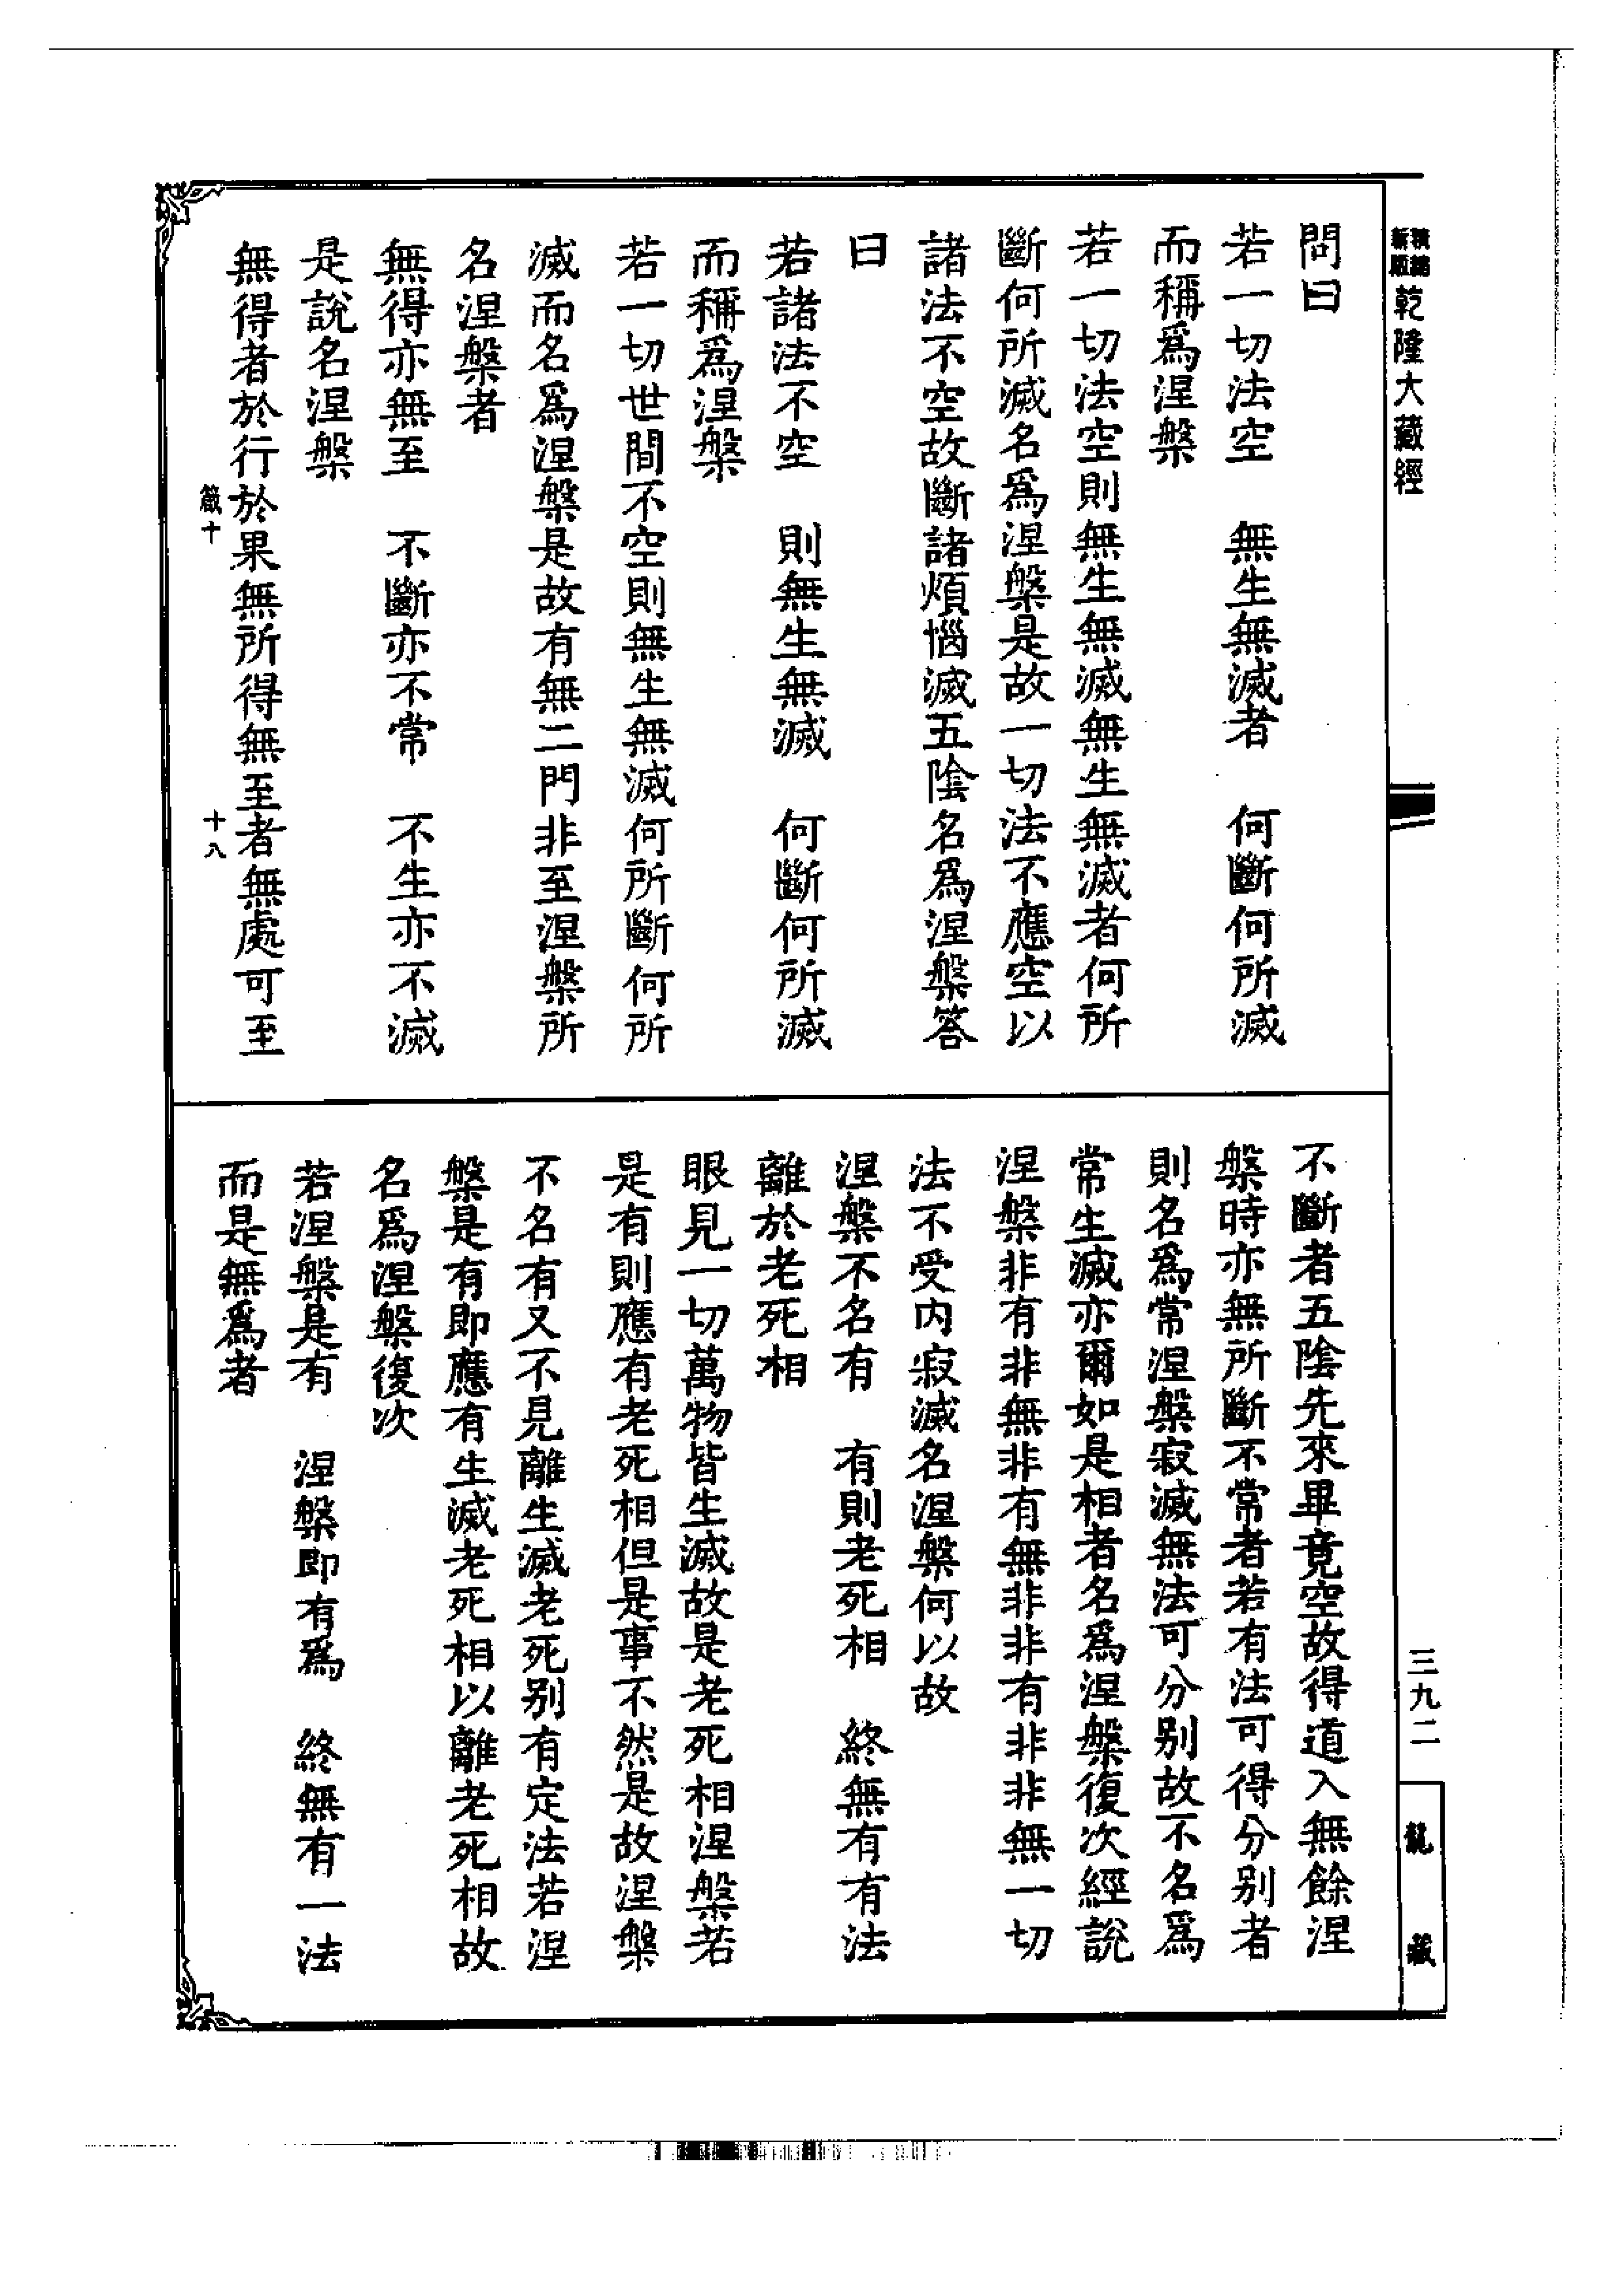 新版
精縮
乾隆大藏經
三九二
龍藏
問曰
若一切法空　無生無滅者　何斷何所滅
而稱爲涅槃
若一切法空則無生無滅無生無滅者何所
斷何所滅名爲涅槃是故一切法不應空以
諸法不空故斷諸煩惱滅五陰名爲涅槃答
曰
若諸法不空　則無生無滅　何斷何所滅
而稱爲涅槃
若一切世間不空則無生無滅何所斷何所
滅而名爲涅槃是故有無二門非至涅槃所
名涅槃者
無得亦無至　不斷亦不常　不生亦不滅
是說名涅槃
無得者於行於果無所得無至者無處可至
箴十　十八
不斷者五陰先來畢竟空故得道入無餘涅
槃時亦無所斷不常者若有法可得分别者
則名爲常涅槃寂滅無法可分别故不名爲
常生滅亦爾如是相者名爲涅槃復次經說
涅槃非有非無非有無非非有非非無一切
法不受内寂滅名涅槃何以故
涅槃不名有　有則老死相　終無有有法
離於老死相
眼見一切萬物皆生滅故是老死相涅槃若
是有則應有老死相但是事不然是故涅槃
不名有又不見離生滅老死别有定法若涅
槃是有即應有生滅老死相以離老死相故
名爲涅槃復次
若涅槃是有　涅槃即有爲　終無有一法
而是無爲者